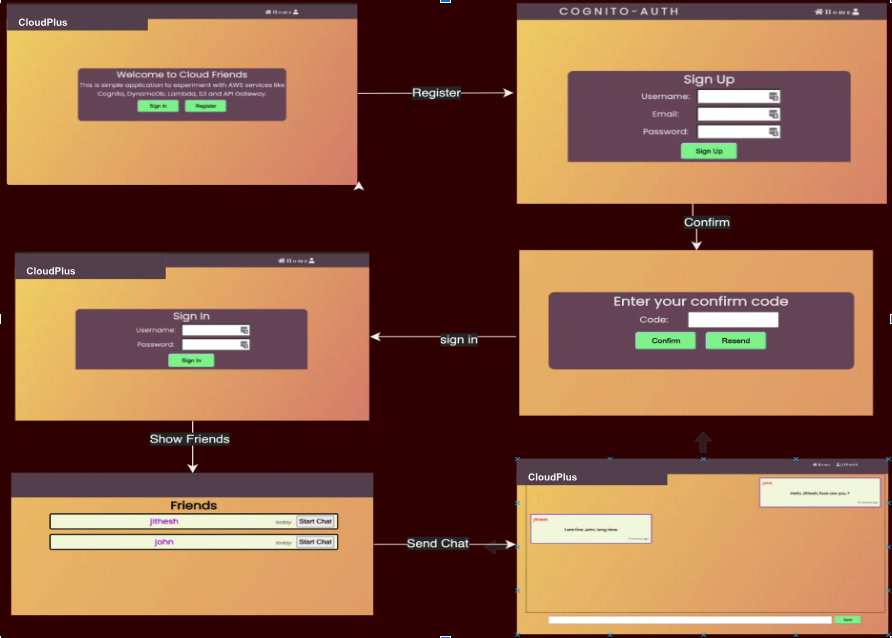 CloudPlus
Home
Welcome to Cloud Friends
This is simple application to experiment with AWS services like
Cognito, DynamoDb, Lambda, S3 and API Gateway.
Sign In Register
Register
COGNITO-AUTH
Home
Sign Up
Username:
Email:
Password:
Sign Up
Confirm
Enter your confirm code
Code:
Confirm Resend
sign in
CloudPlus
Home
Sign In
Username:
Password:
Sign In
Show Friends
Friends
jithesh today Start Chat
john today Start Chat
Send Chat
CloudPlus
Home jithesh
john
Hello Jithesh, how are you ?
jithesh
I am fine John, long time.
Send